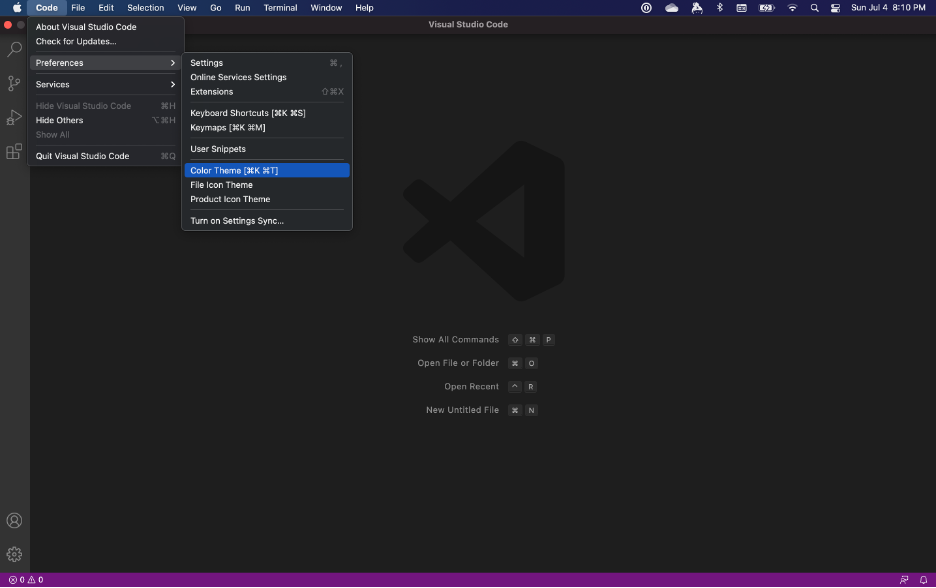 Code File Edit Selection View Go Run Terminal Window Help Sun Jul 4 8:10 PM
Visual Studio Code
About Visual Studio Code
Check for Updates...
Preferences
Services
Hide Visual Studio Code ⌘H
Hide Others ⌥⌘H
Show All
Quit Visual Studio Code ⌘Q
Settings ⌘,
Online Services Settings
Extensions ⇧⌘X
Keyboard Shortcuts [⌘K ⌘S]
Keymaps [⌘K ⌘M]
User Snippets
Color Theme [⌘K ⌘T]
File Icon Theme
Product Icon Theme
Turn on Settings Sync...
Show All Commands ⇧ ⌘ P
Open File or Folder ⌘ O
Open Recent ^ R
New Untitled File ⌘ N
0 0